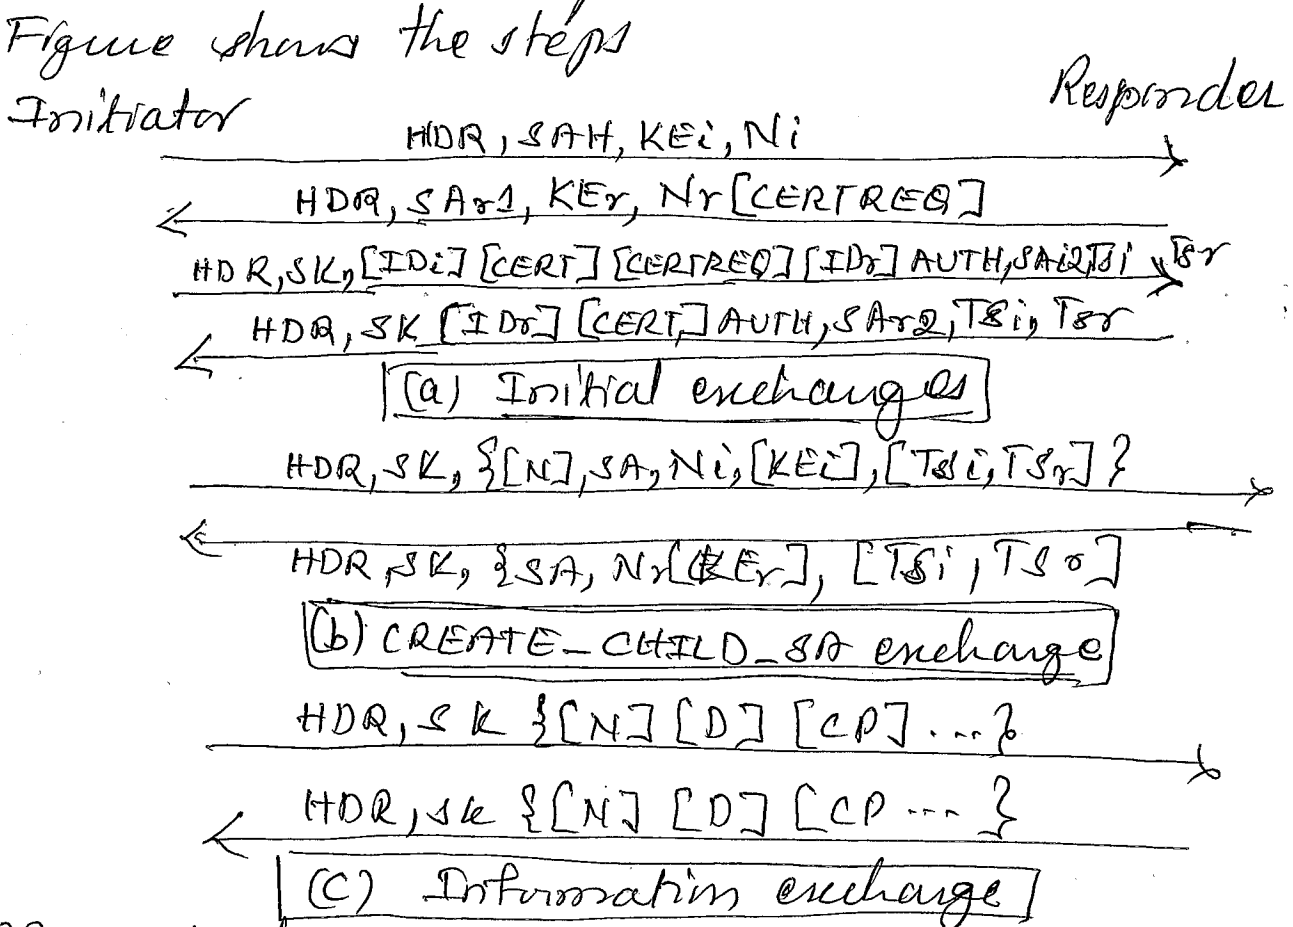 Figure shows the steps
Initiator
Responder
HDR, SAH, KEi, Ni
HDR, SAr1, KEr, Nr [CERTREQ]
HDR, SK, [IDi] [CERT] [CERTREQ] [IDr] AUTH, SAi2, TSi, TSr
HDR, SK [IDr] [CERT] AUTH, SAr2, TSi, TSr
(a) Initial exchanges
HDR, SK, {[N], SA, Ni, [KEi], [TSi, TSr]}
HDR, SK, {SA, Nr [KEr], [TSi, TSr]
(b) CREATE_CHILD_SA exchange
HDR, SK {[N] [D] [CP] ...}
HDR, SK {[N] [D] [CP ... }
(C) Information exchange